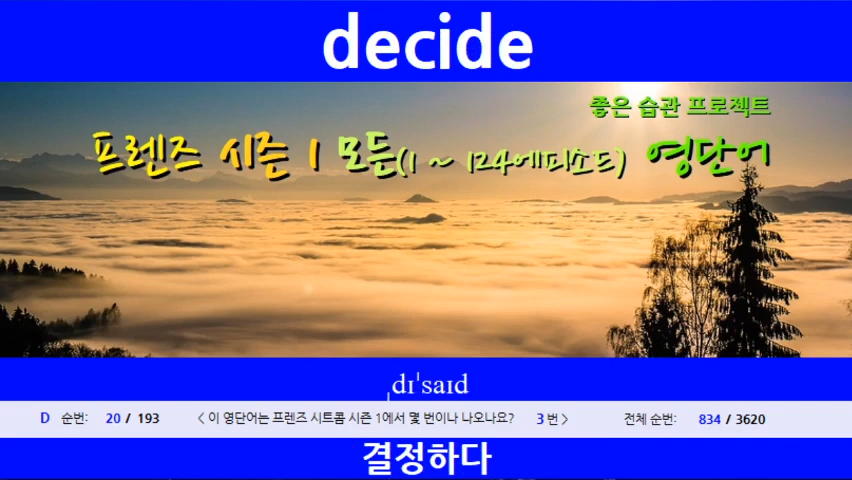 decide
좋은 습관 프로젝트
프렌즈 시즌 1 모든(1 ~ 124에피소드) 영단어
ˌdɪˈsaɪd
D 순번: 20 / 193 < 이 영단어는 프렌즈 시트콤 시즌 1에서 몇 번이나 나오나요? 3 번 > 전체 순번: 834 / 3620
결정하다